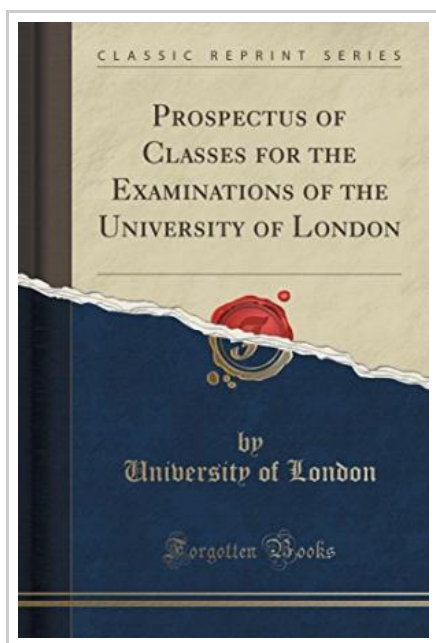 CLASSIC REPRINT SERIES
PROSPECTUS OF
CLASSES FOR THE
EXAMINATIONS OF THE
UNIVERSITY OF LONDON
by
University of London
Forgotten Books